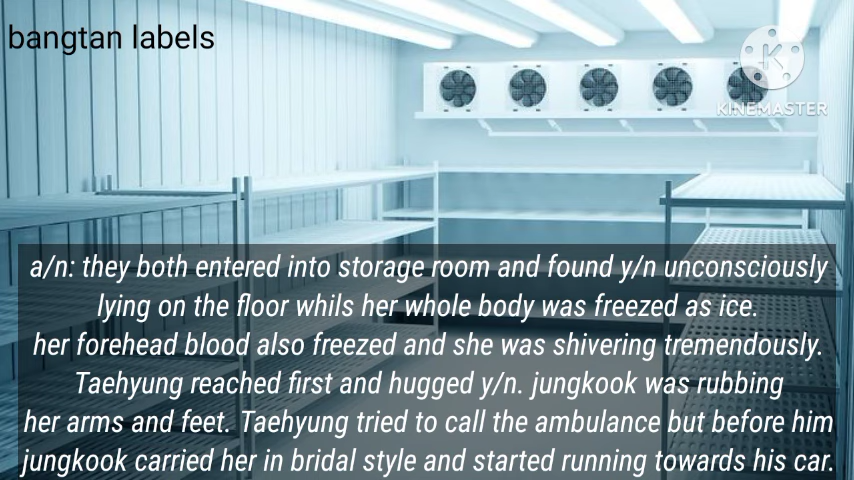 bangtan labels
KINEMASTER
a/n: they both entered into storage room and found y/n unconsciously
lying on the floor whils her whole body was freezed as ice.
her forehead blood also freezed and she was shivering tremendously.
Taehyung reached first and hugged y/n. jungkook was rubbing
her arms and feet. Taehyung tried to call the ambulance but before him
jungkook carried her in bridal style and started running towards his car.